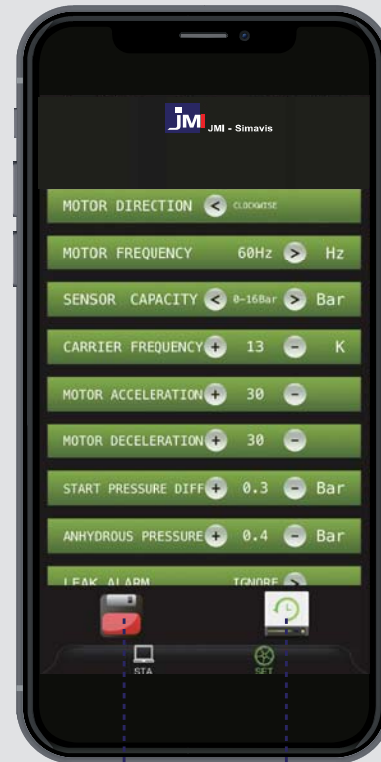 JMI JMI - Simavis
MOTOR DIRECTION < CLOCKWISE
MOTOR FREQUENCY 60Hz > Hz
SENSOR CAPACITY < 0-16Bar > Bar
CARRIER FREQUENCY + 13 - K
MOTOR ACCELERATION + 30 -
MOTOR DECELERATION + 30 -
START PRESSURE DIFF + 0.3 - Bar
ANHYDROUS PRESSURE + 0.4 - Bar
LEAK ALARM IGNORE >
STA SET